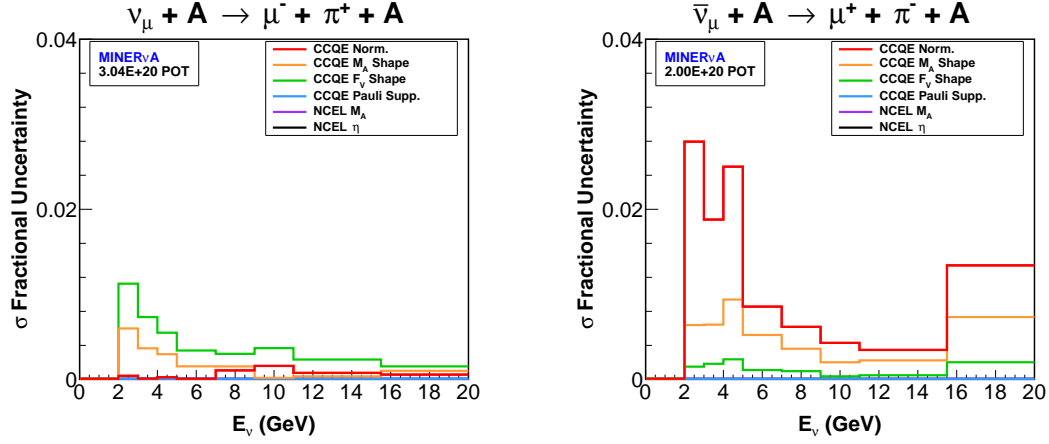 ν_μ + A → μ⁻ + π⁺ + A
0.04
0.02
0
σ Fractional Uncertainty
MINERνA
3.04E+20 POT
CCQE Norm.
CCQE M_A Shape
CCQE F_V Shape
CCQE Pauli Supp.
NCEL M_A
NCEL η
0 2 4 6 8 10 12 14 16 18 20
E_ν (GeV)
ν̅_μ + A → μ⁺ + π⁻ + A
0.04
0.02
0
σ Fractional Uncertainty
MINERνA
2.00E+20 POT
CCQE Norm.
CCQE M_A Shape
CCQE F_V Shape
CCQE Pauli Supp.
NCEL M_A
NCEL η
0 2 4 6 8 10 12 14 16 18 20
E_ν (GeV)